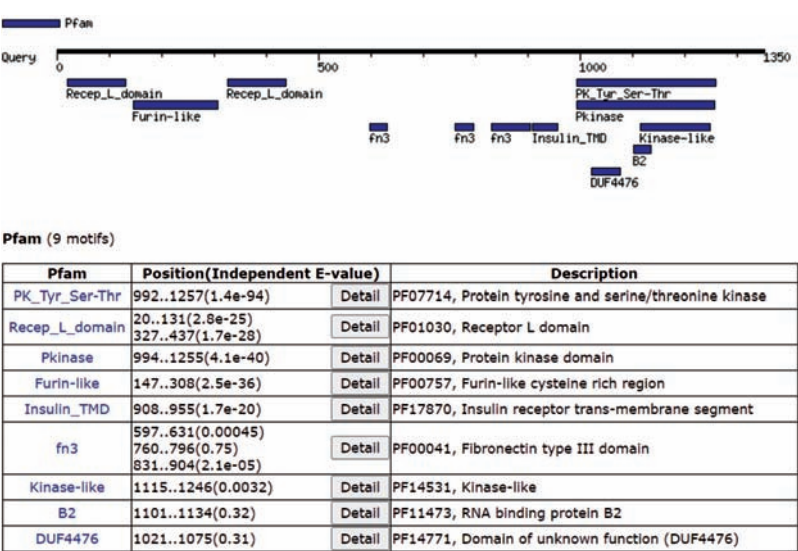 Pfam
Query
0 500 1000 1350
Recep_L_domain Recep_L_domain PK_Tyr_Ser-Thr
Furin-like Pkinase
fn3 fn3 fn3 Insulin_TMD Kinase-like
B2
DUF4476
Pfam (9 motifs)
Pfam Position(Independent E-value) Description
PK_Tyr_Ser-Thr 992..1257(1.4e-94) Detail PF07714, Protein tyrosine and serine/threonine kinase
Recep_L_domain 20..131(2.8e-25)
327..437(1.7e-28) Detail PF01030, Receptor L domain
Pkinase 994..1255(4.1e-40) Detail PF00069, Protein kinase domain
Furin-like 147..308(2.5e-36) Detail PF00757, Furin-like cysteine rich region
Insulin_TMD 908..955(1.7e-20) Detail PF17870, Insulin receptor trans-membrane segment
fn3 597..631(0.00045)
760..796(0.75) Detail PF00041, Fibronectin type III domain
831..904(2.1e-05)
Kinase-like 1115..1246(0.0032) Detail PF14531, Kinase-like
B2 1101..1134(0.32) Detail PF11473, RNA binding protein B2
DUF4476 1021..1075(0.31) Detail PF14771, Domain of unknown function (DUF4476)